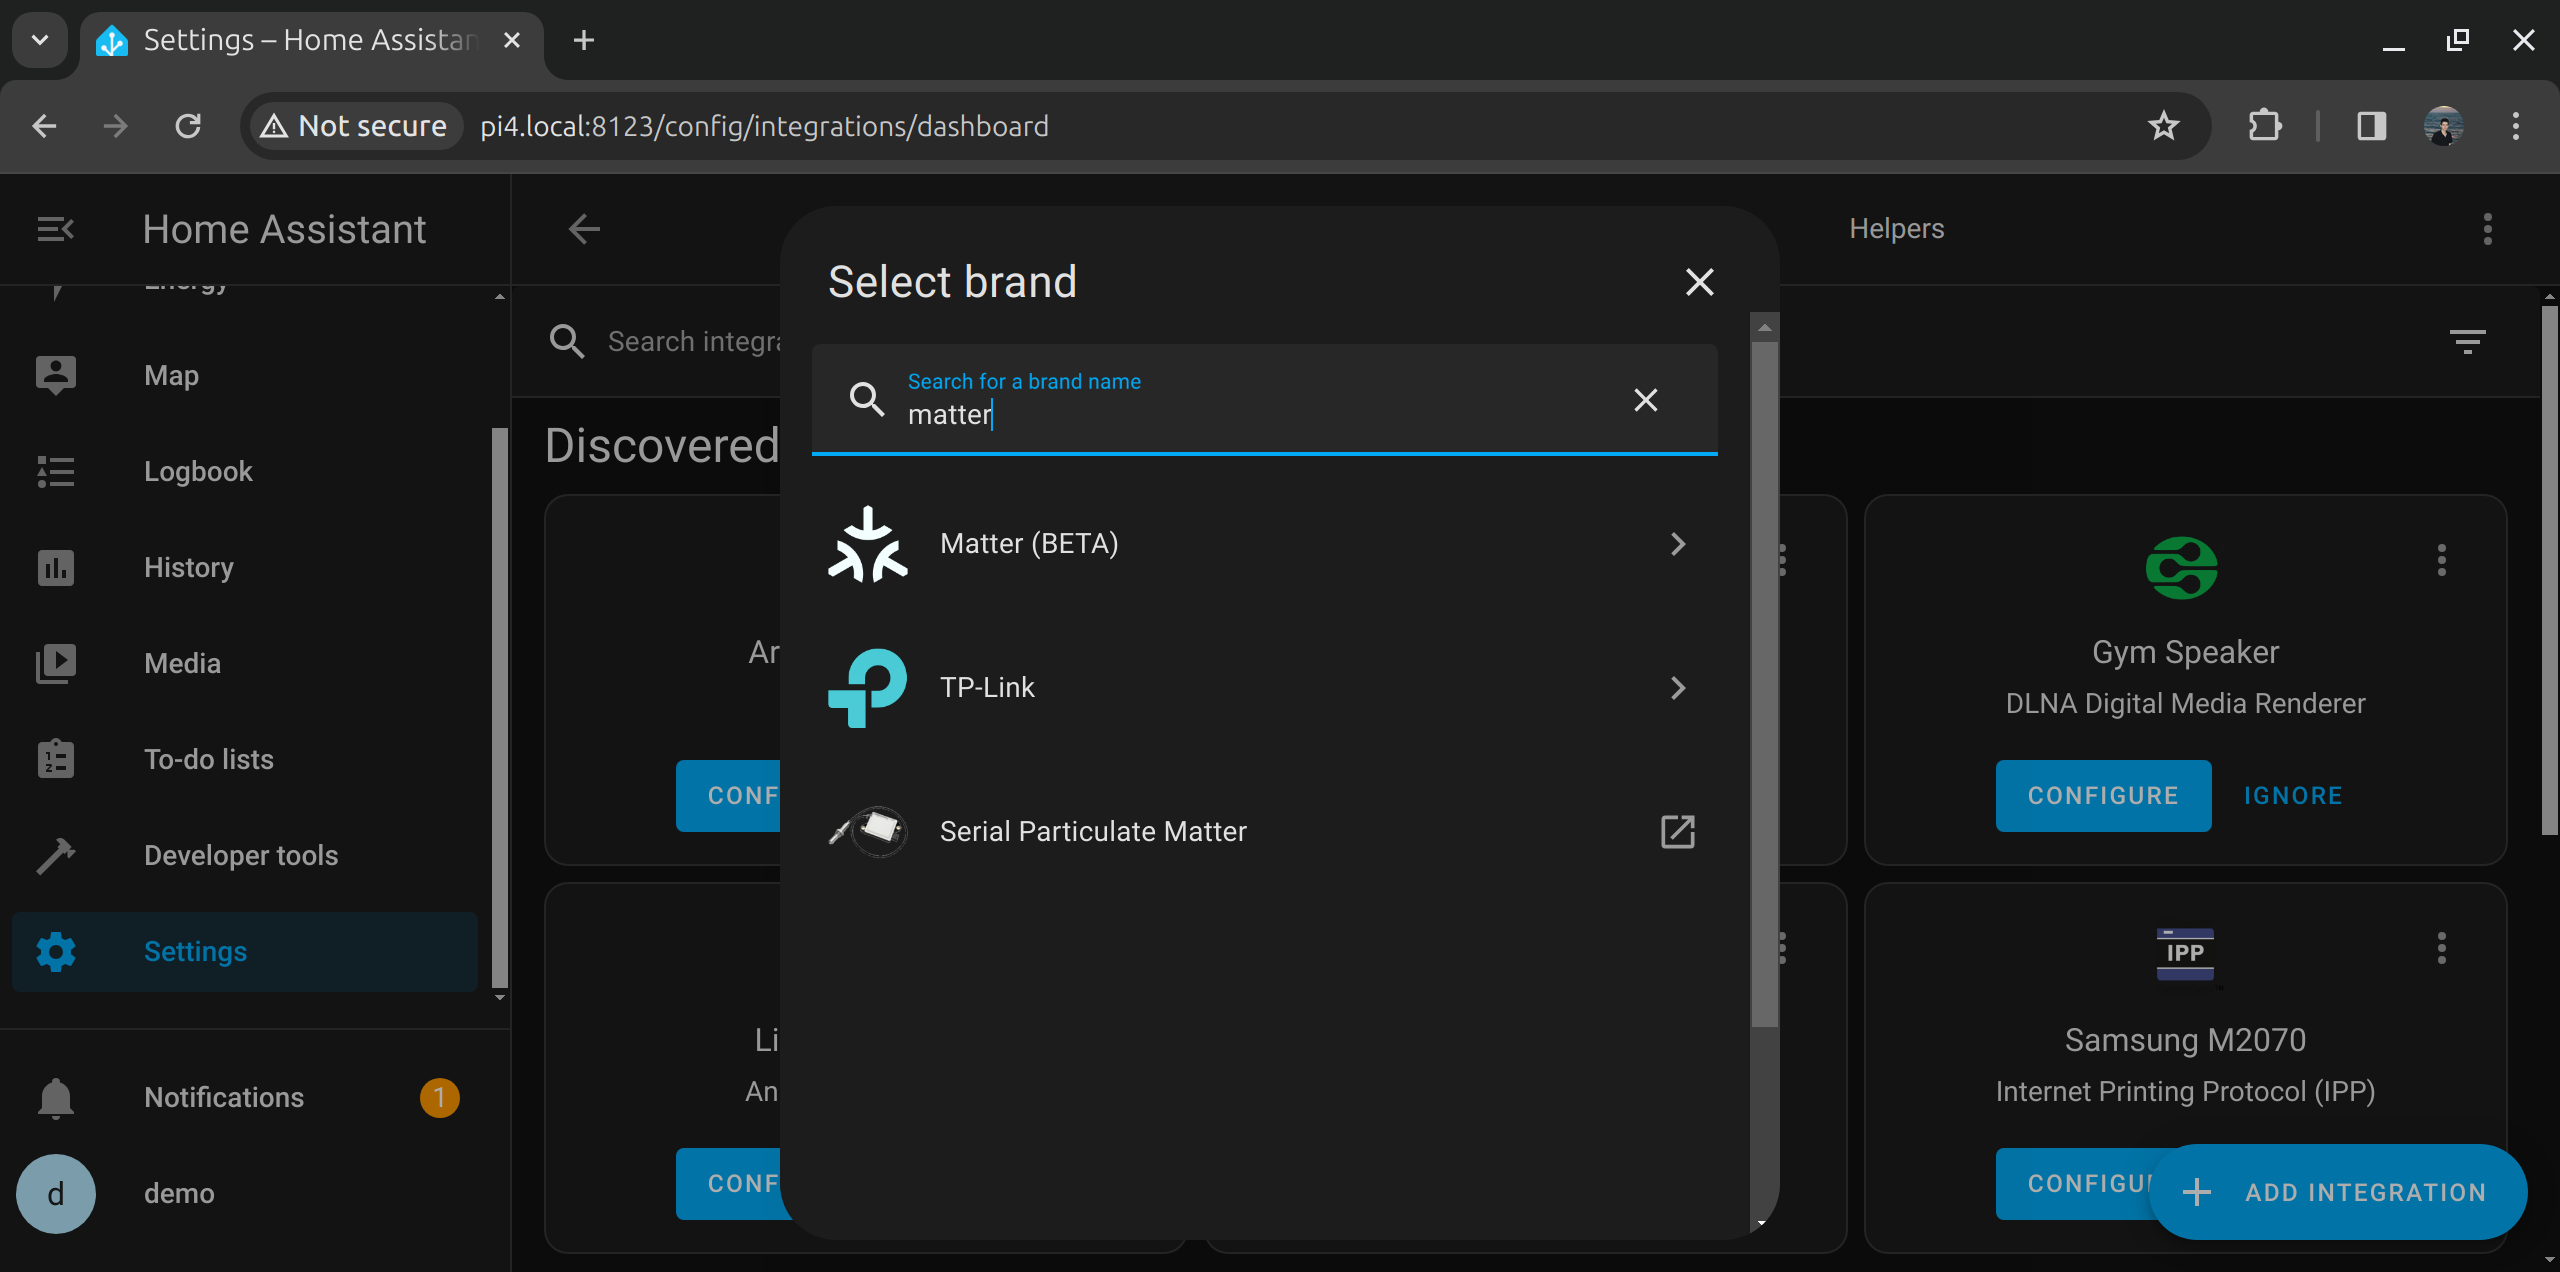 Settings – Home Assistan
Not secure
pi4.local:8123/config/integrations/dashboard
Home Assistant
Energy
Map
Logbook
History
Media
To-do lists
Developer tools
Settings
Notifications
1
d
demo
Helpers
Search integra
Discovered
Ar
CONF
Li
An
CONF
Select brand
Search for a brand name
matter
Matter (BETA)
TP-Link
Serial Particulate Matter
Gym Speaker
DLNA Digital Media Renderer
CONFIGURE
IGNORE
IPP
Samsung M2070
Internet Printing Protocol (IPP)
CONFIGU
ADD INTEGRATION